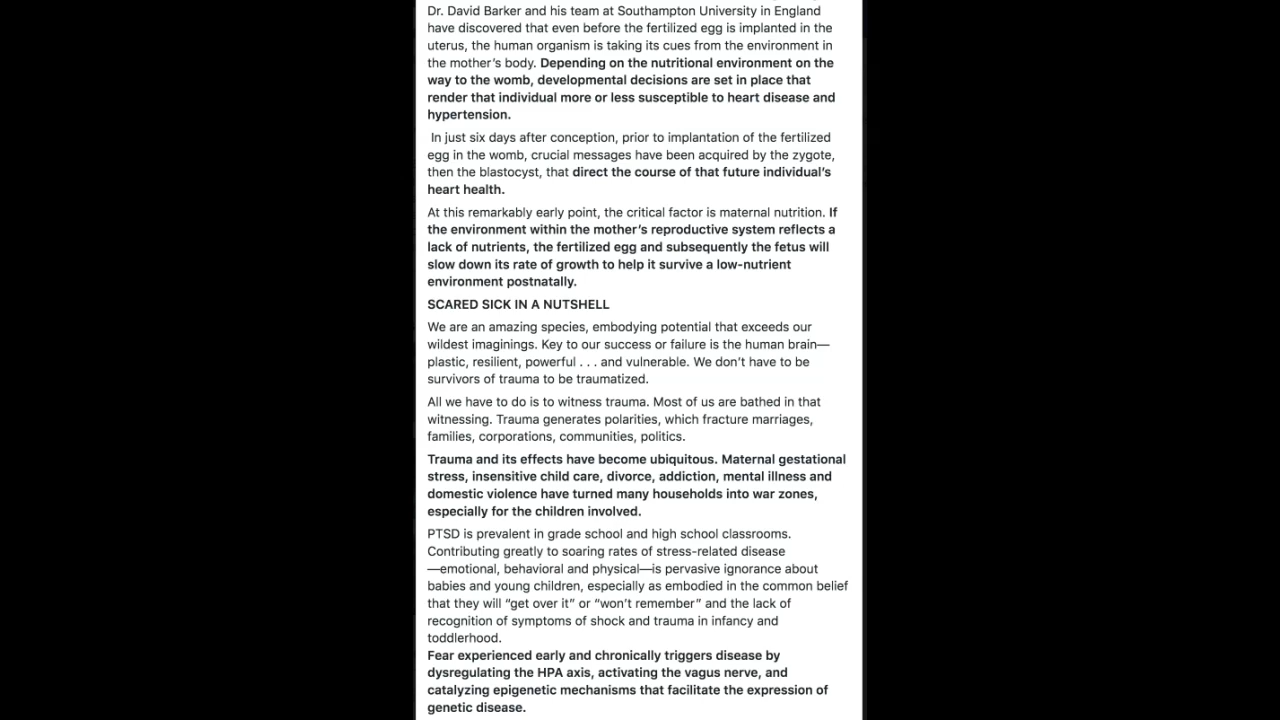 Dr. David Barker and his team at Southampton University in England
have discovered that even before the fertilized egg is implanted in the
uterus, the human organism is taking its cues from the environment in
the mother's body. Depending on the nutritional environment on the
way to the womb, developmental decisions are set in place that
render that individual more or less susceptible to heart disease and
hypertension.
In just six days after conception, prior to implantation of the fertilized
egg in the womb, crucial messages have been acquired by the zygote,
then the blastocyst, that direct the course of that future individual's
heart health.
At this remarkably early point, the critical factor is maternal nutrition. If
the environment within the mother's reproductive system reflects a
lack of nutrients, the fertilized egg and subsequently the fetus will
slow down its rate of growth to help it survive a low-nutrient
environment postnatally.
SCARED SICK IN A NUTSHELL
We are an amazing species, embodying potential that exceeds our
wildest imaginings. Key to our success or failure is the human brain—
plastic, resilient, powerful . . . and vulnerable. We don't have to be
survivors of trauma to be traumatized.
All we have to do is to witness trauma. Most of us are bathed in that
witnessing. Trauma generates polarities, which fracture marriages,
families, corporations, communities, politics.
Trauma and its effects have become ubiquitous. Maternal gestational
stress, insensitive child care, divorce, addiction, mental illness and
domestic violence have turned many households into war zones,
especially for the children involved.
PTSD is prevalent in grade school and high school classrooms.
Contributing greatly to soaring rates of stress-related disease
—emotional, behavioral and physical—is pervasive ignorance about
babies and young children, especially as embodied in the common belief
that they will “get over it” or “won't remember” and the lack of
recognition of symptoms of shock and trauma in infancy and
toddlerhood.
Fear experienced early and chronically triggers disease by
dysregulating the HPA axis, activating the vagus nerve, and
catalyzing epigenetic mechanisms that facilitate the expression of
genetic disease.